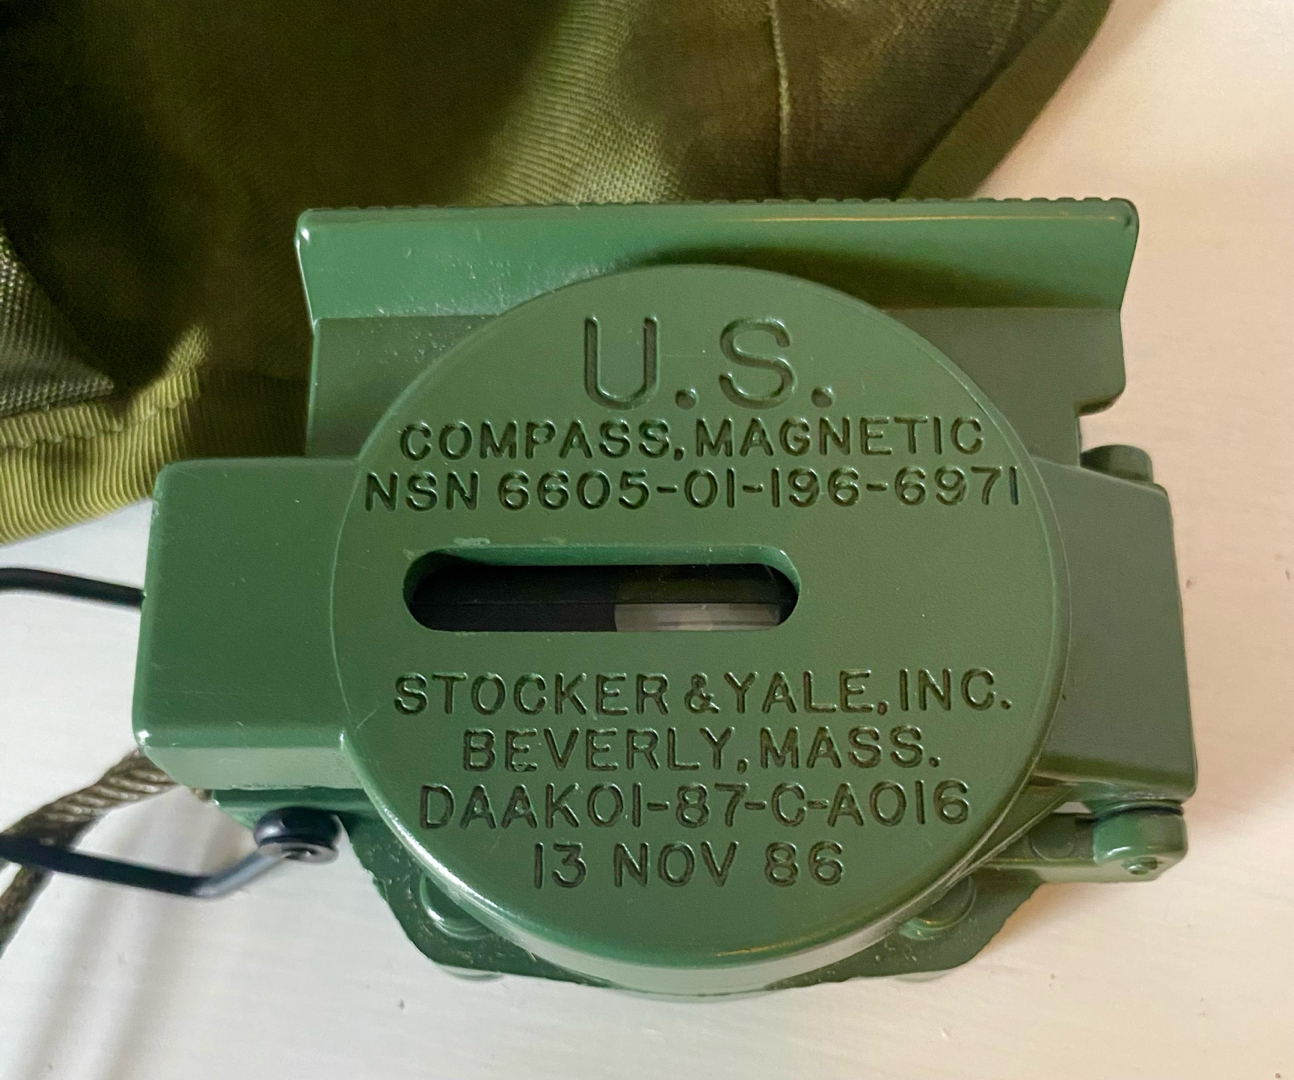 U.S.
COMPASS, MAGNETIC
NSN 6605-01-196-6971
STOCKER & YALE, INC.
BEVERLY, MASS.
DAAK01-87-C-A016
13 NOV 86